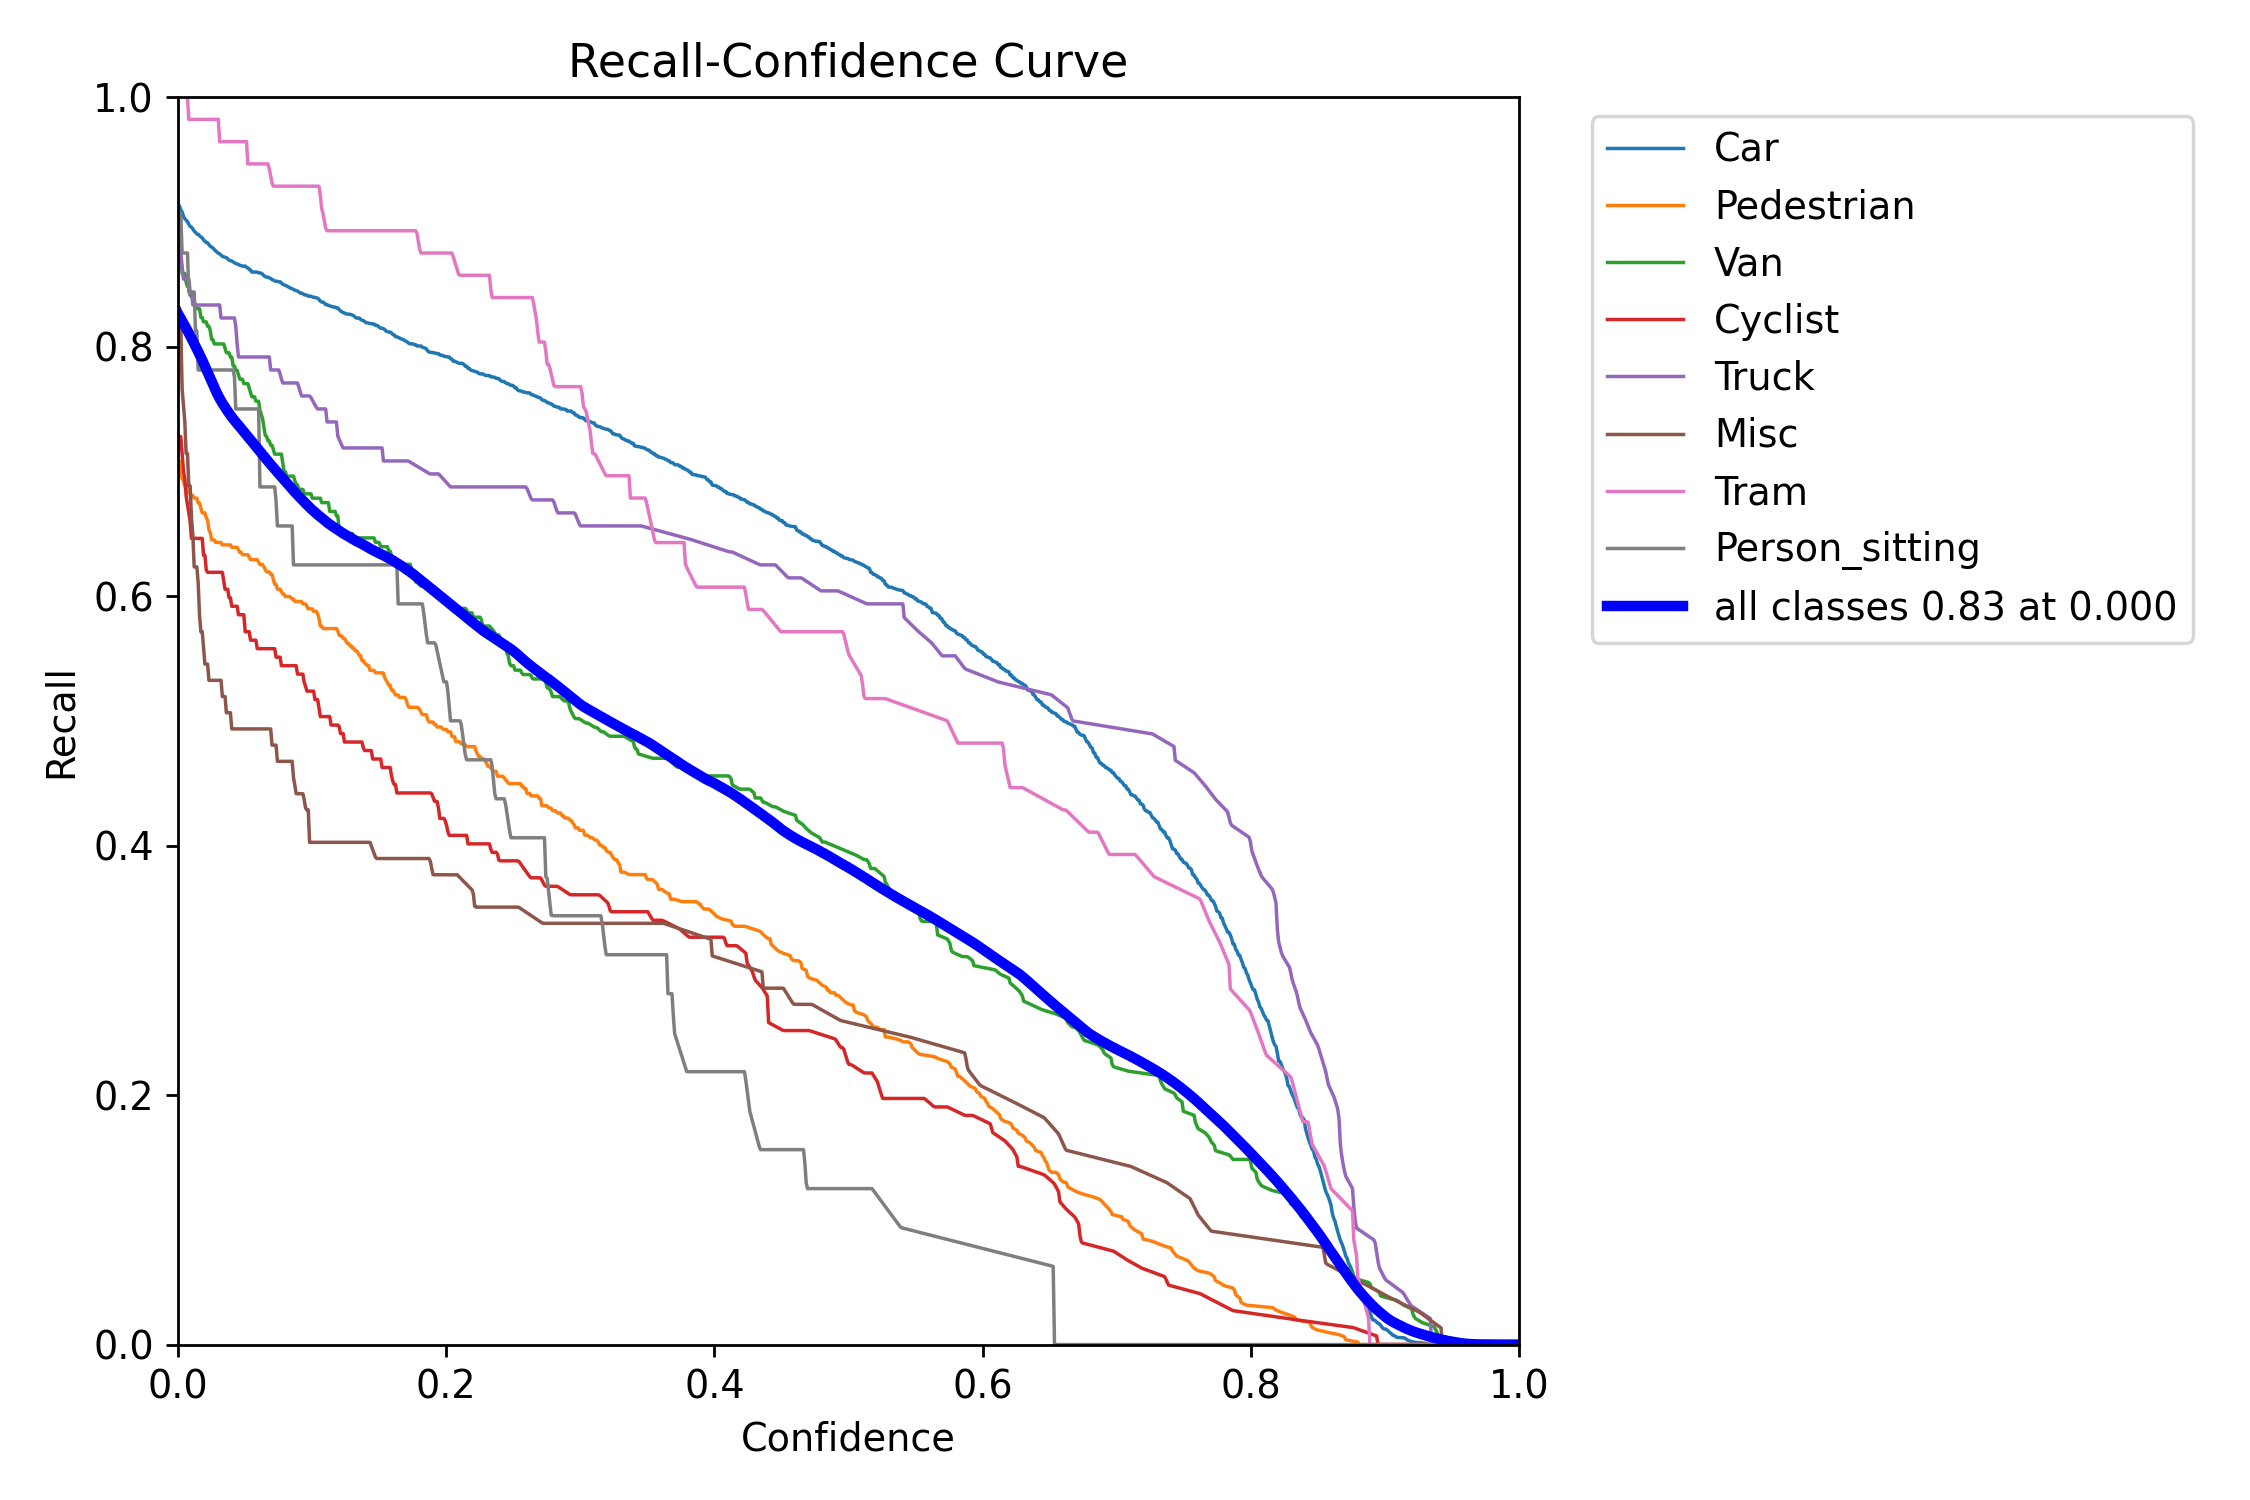 Recall-Confidence Curve
1.0
0.8
0.6
0.4
0.2
0.0
Recall
0.0 0.2 0.4 0.6 0.8 1.0
Confidence
Car
Pedestrian
Van
Cyclist
Truck
Misc
Tram
Person_sitting
all classes 0.83 at 0.000